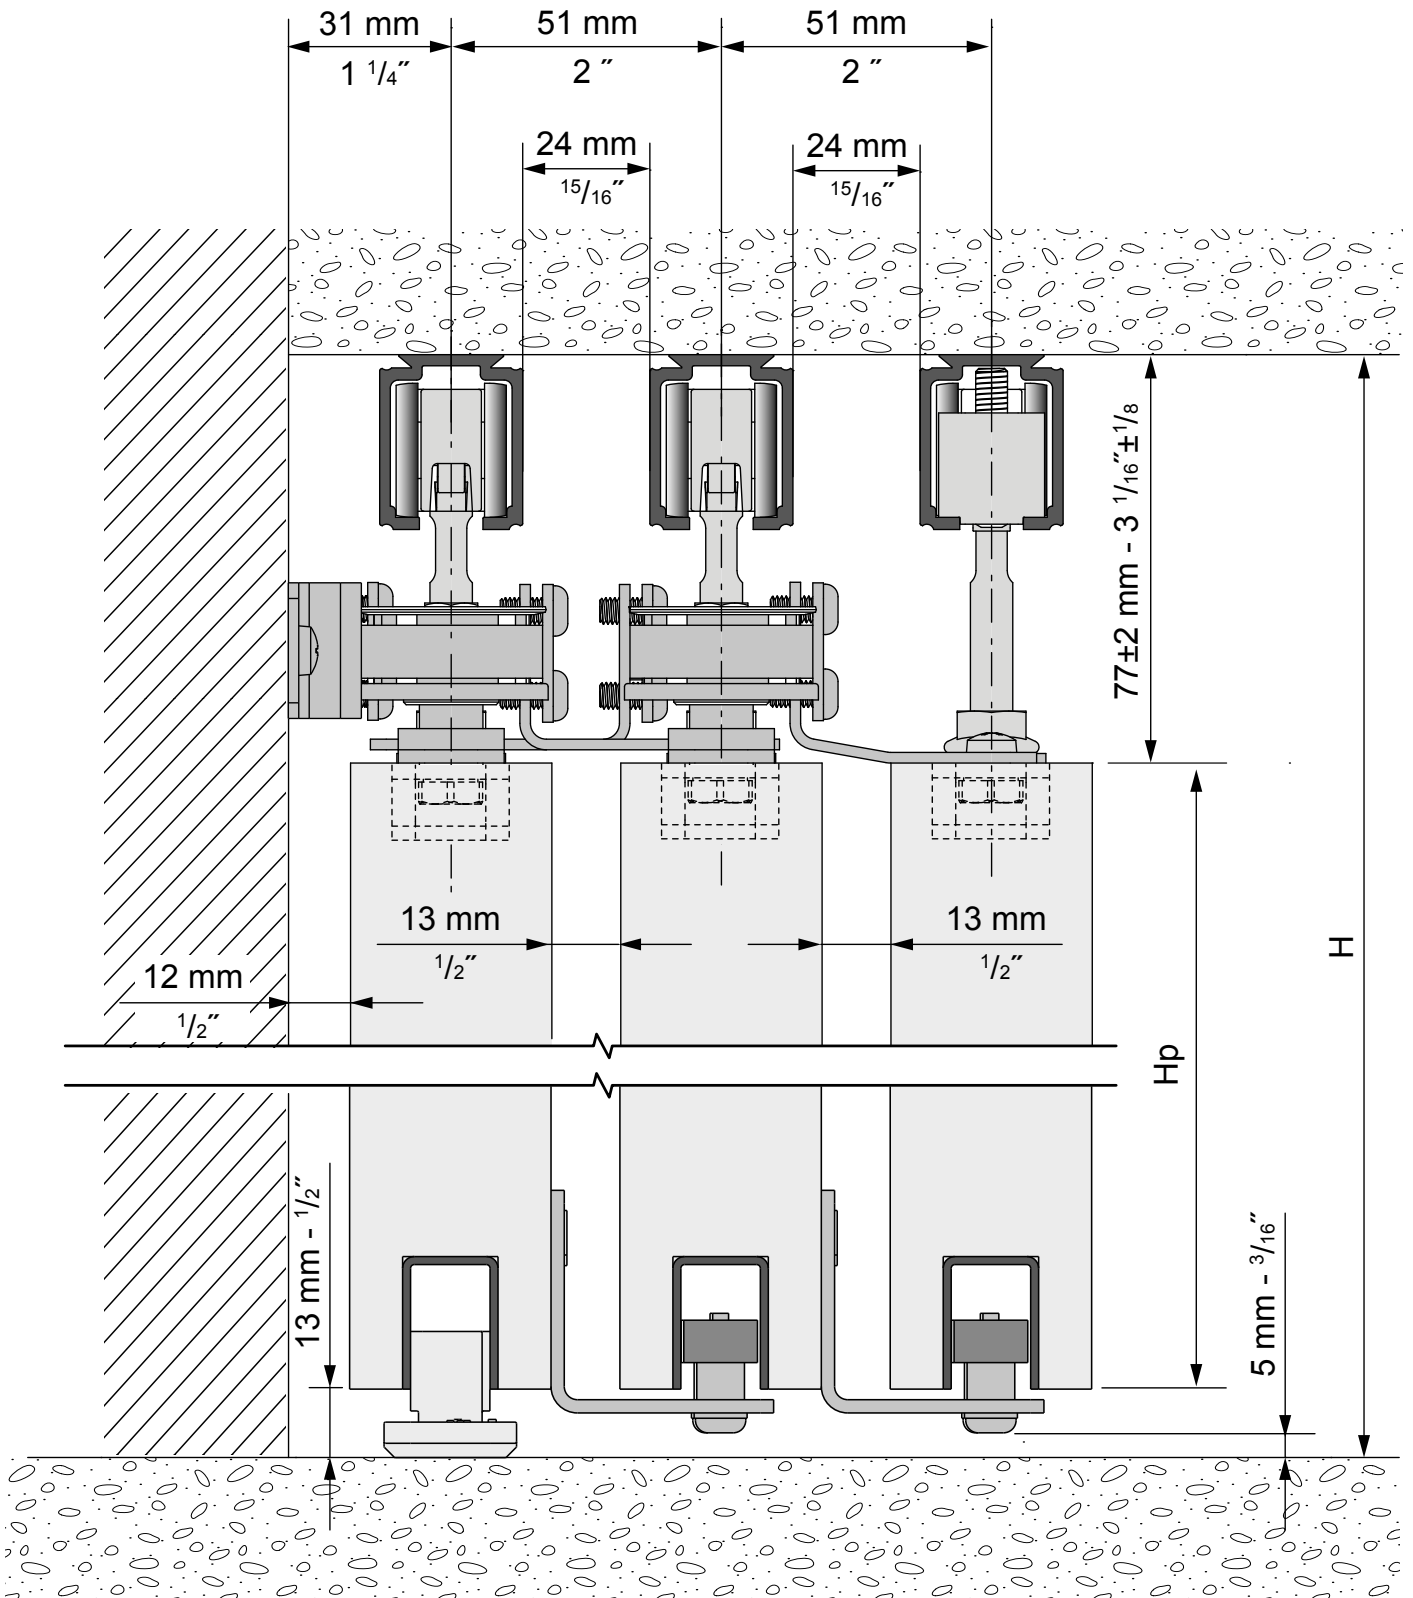 31 mm
1 1/4″
51 mm
2 ″
51 mm
2 ″
24 mm
15/16″
24 mm
15/16″
77±2 mm - 3 1/16″±1/8
13 mm
1/2″
13 mm
1/2″
12 mm
1/2″
H
Hp
13 mm - 1/2″
5 mm - 3/16″